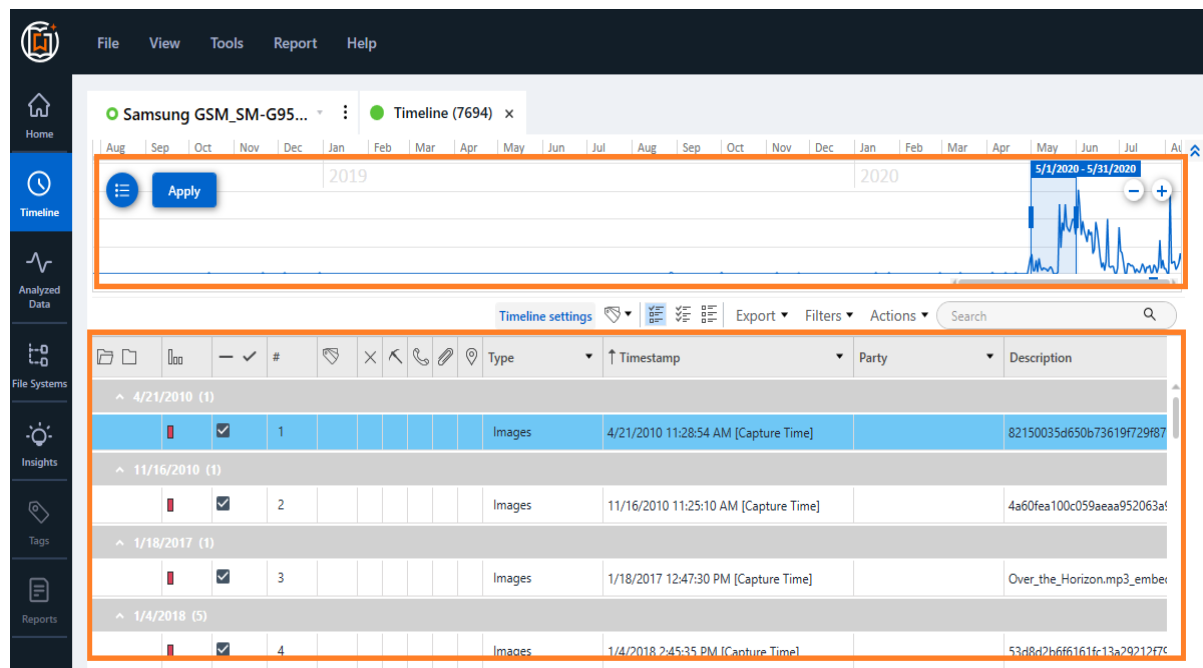 File View Tools Report Help
Home
Timeline
Analyzed
Data
File Systems
Insights
Tags
Reports
Samsung GSM_SM-G95... Timeline (7694) x
Aug Sep Oct Nov Dec Jan Feb Mar Apr May Jun Jul Aug Sep Oct Nov Dec Jan Feb Mar Apr May Jun Jul
2019 2020 5/1/2020 - 5/31/2020
Apply
Timeline settings Export Filters Actions Search
# Type Timestamp Party Description
4/21/2010 (1)
1 Images 4/21/2010 11:28:54 AM [Capture Time] 82150035d650b73619f729f87
11/16/2010 (1)
2 Images 11/16/2010 11:25:10 AM [Capture Time] 4a60fea100c059aeaa952063a
1/18/2017 (1)
3 Images 1/18/2017 12:47:30 PM [Capture Time] Over_the_Horizon.mp3_embe
1/4/2018 (5)
4 Images 1/4/2018 2:45:35 PM [Capture Time] 53d8d2b6f6161fc13a29212f79